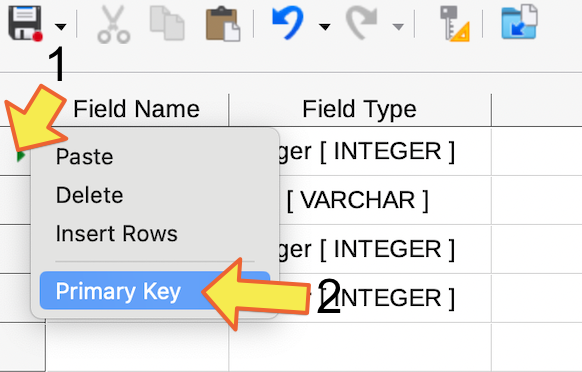 1
Field Name Field Type
Paste
ger [ INTEGER ]
Delete
[ VARCHAR ]
Insert Rows
ger [ INTEGER ]
Primary Key
2
[ INTEGER ]